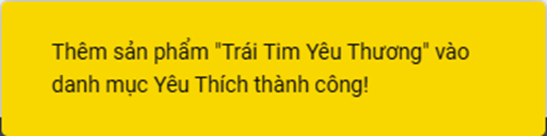 Thêm sản phẩm "Trái Tim Yêu Thương" vào
danh mục Yêu Thích thành công!